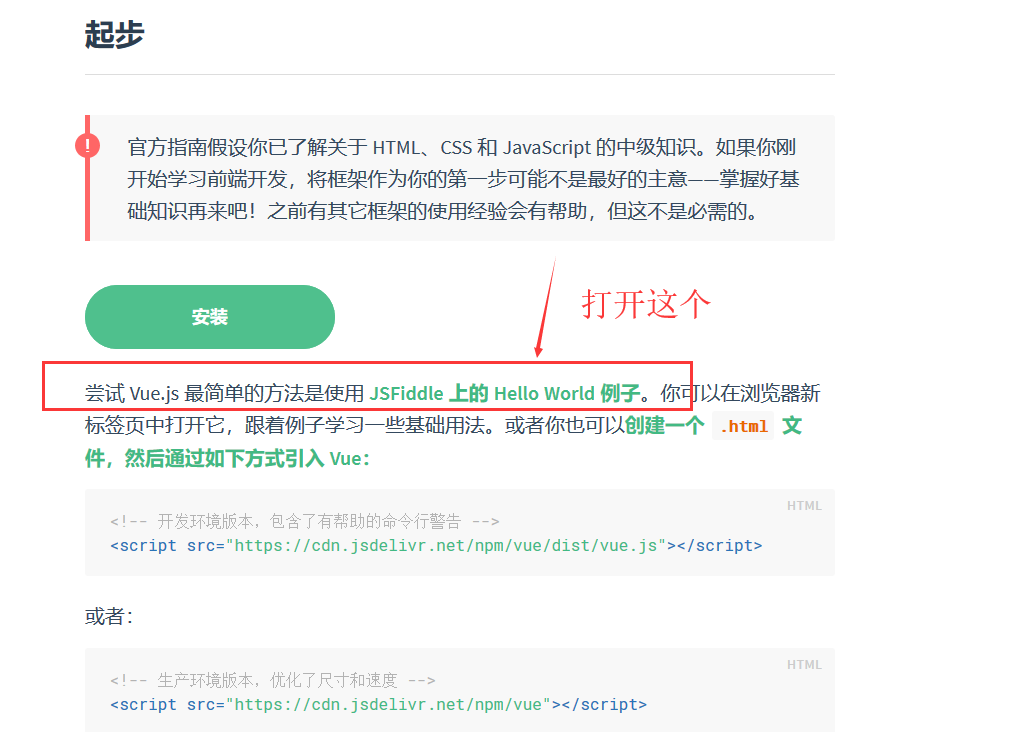 起步
!
官方指南假设你已了解关于 HTML、CSS 和 JavaScript 的中级知识。如果你刚
开始学习前端开发，将框架作为你的第一步可能不是最好的主意——掌握好基
础知识再来吧！之前有其它框架的使用经验会有帮助，但这不是必需的。
打开这个
安装
尝试 Vue.js 最简单的方法是使用 JSFiddle 上的 Hello World 例子。你可以在浏览器新
标签页中打开它，跟着例子学习一些基础用法。或者你也可以创建一个 .html 文
件，然后通过如下方式引入 Vue：
HTML
<!-- 开发环境版本，包含了有帮助的命令行警告 -->
<script src="https://cdn.jsdelivr.net/npm/vue/dist/vue.js"></script>
或者：
HTML
<!-- 生产环境版本，优化了尺寸和速度 -->
<script src="https://cdn.jsdelivr.net/npm/vue"></script>